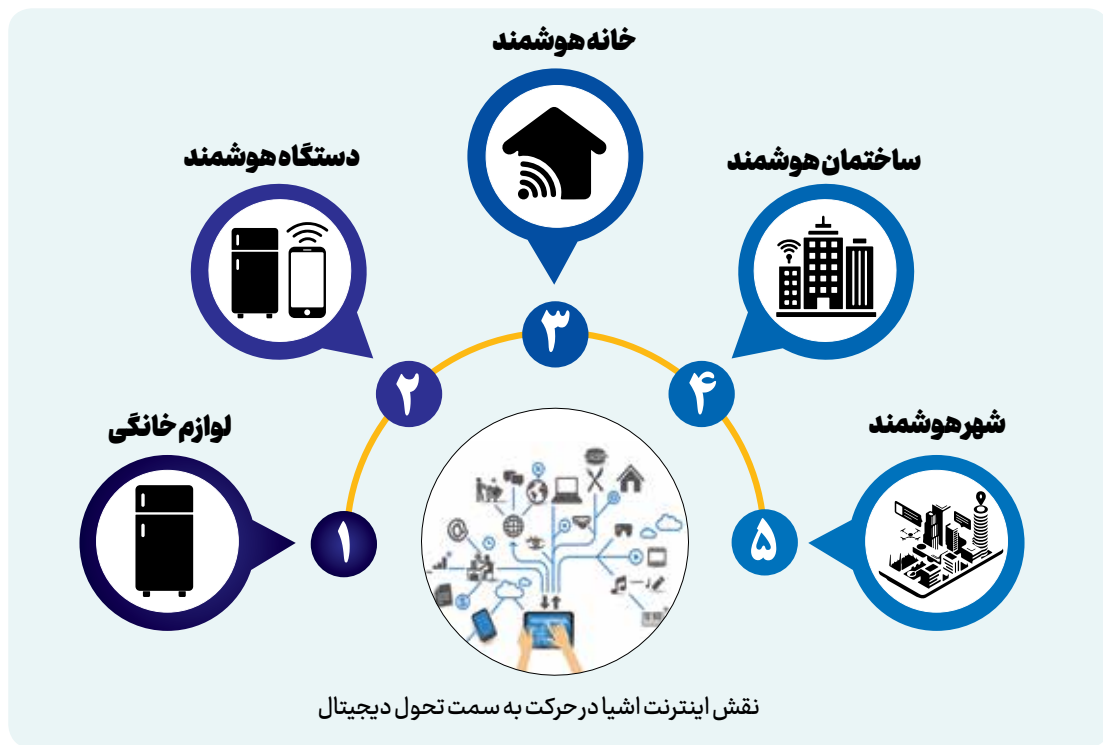 خانه هوشمند
دستگاه هوشمند
ساختمان هوشمند
۳
۲
۴
لوازم خانگی
شهر هوشمند
۱
۵
نقش اینترنت اشیا در حرکت به سمت تحول دیجیتال